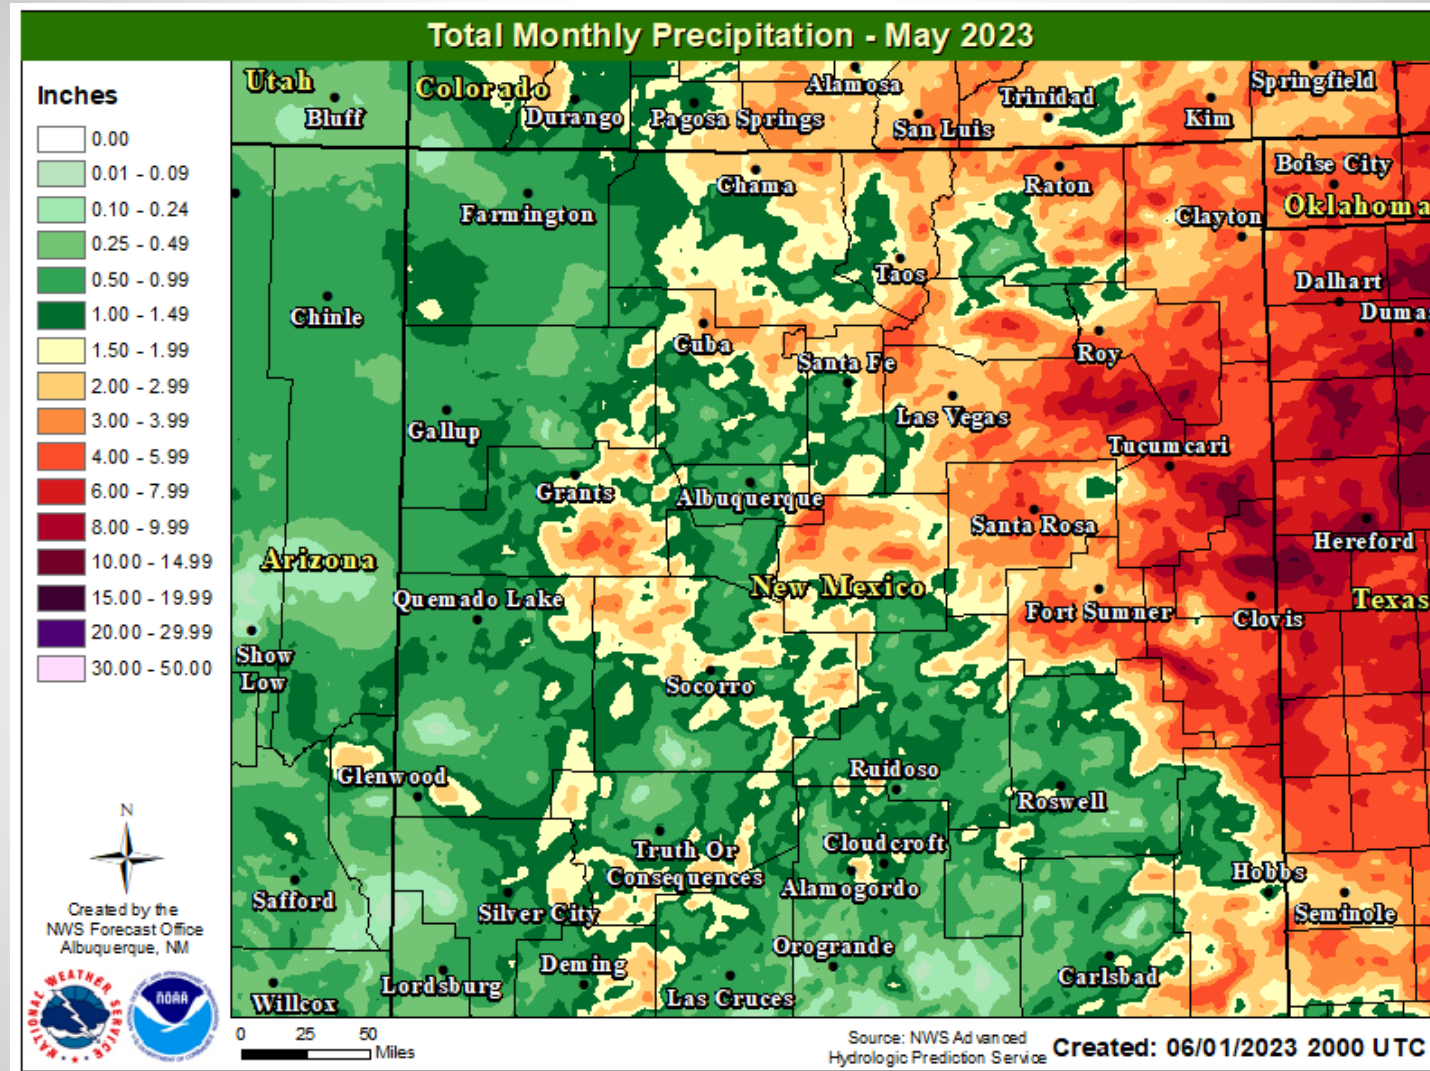 Total Monthly Precipitation - May 2023
Inches
0.00
0.01 - 0.09
0.10 - 0.24
0.25 - 0.49
0.50 - 0.99
1.00 - 1.49
1.50 - 1.99
2.00 - 2.99
3.00 - 3.99
4.00 - 5.99
6.00 - 7.99
8.00 - 9.99
10.00 - 14.99
15.00 - 19.99
20.00 - 29.99
30.00 - 50.00
Utah
Bluff
Colorado
Durango
Pagosa Springs
Alamosa
San Luis
Trinidad
Kim
Springfield
Boise City
Oklahoma
Farmington
Chama
Raton
Clayton
Taos
Dalhart
Dumas
Chinle
Cuba
Santa Fe
Roy
Gallup
Las Vegas
Tucumcari
Grants
Albuquerque
Santa Rosa
Hereford
Arizona
New Mexico
Quemado Lake
Fort Sumner
Clovis
Texas
Show
Low
Socorro
Glenwood
Ruidoso
Roswell
Truth Or
Consequences
Cloudcroft
Alamogordo
Hobbs
Seminole
Safford
Silver City
Orogrande
Deming
Carlsbad
Lordsburg
Las Cruces
Willcox
N
Created by the
NWS Forecast Office
Albuquerque, NM
NATIONAL WEATHER SERVICE
NOAA
0 25 50
Miles
Source: NWS Advanced
Hydrologic Prediction Service
Created: 06/01/2023 2000 UTC